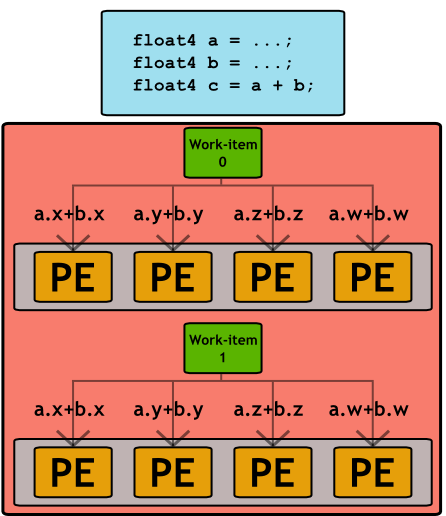 float4 a = ...;
float4 b = ...;
float4 c = a + b;
Work-item
0
a.x+b.x a.y+b.y a.z+b.z a.w+b.w
PE PE PE PE
Work-item
1
a.x+b.x a.y+b.y a.z+b.z a.w+b.w
PE PE PE PE